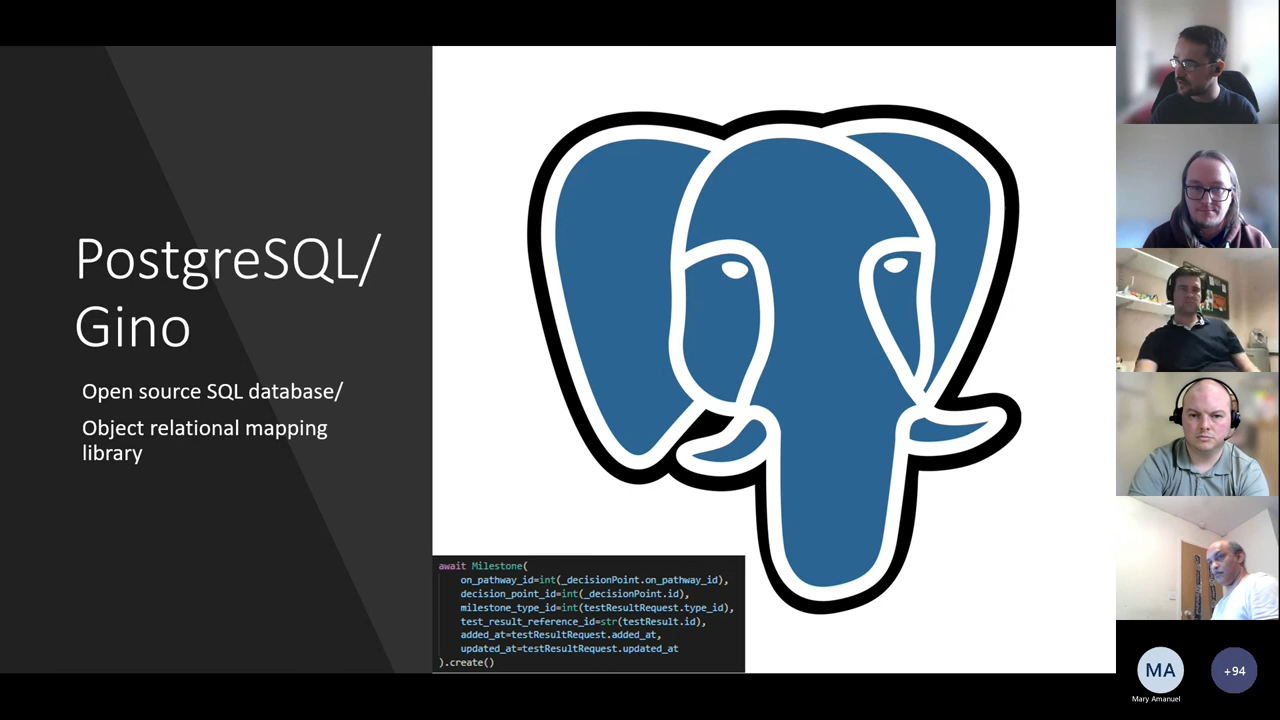 PostgreSQL/
Gino
Open source SQL database/
Object relational mapping
library
await Milestone(
on_pathway_id=int(_decisionPoint.on_pathway_id),
decision_point_id=int(_decisionPoint.id),
milestone_type_id=int(testResultRequest.type_id),
test_result_reference_id=str(testResult.id),
added_at=testResultRequest.added_at,
updated_at=testResultRequest.updated_at
).create()
MA
+94
Mary Amanuel